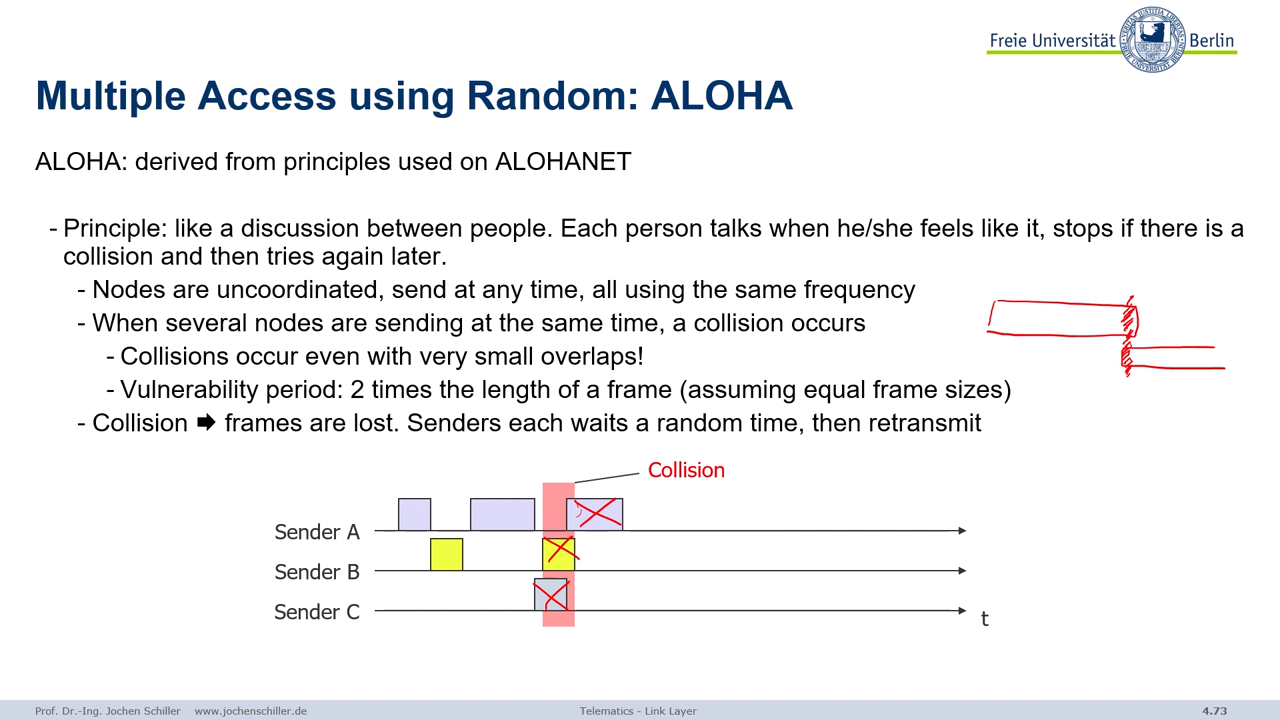 Freie Universität Berlin
Multiple Access using Random: ALOHA
ALOHA: derived from principles used on ALOHANET
- Principle: like a discussion between people. Each person talks when he/she feels like it, stops if there is a
collision and then tries again later.
- Nodes are uncoordinated, send at any time, all using the same frequency
- When several nodes are sending at the same time, a collision occurs
- Collisions occur even with very small overlaps!
- Vulnerability period: 2 times the length of a frame (assuming equal frame sizes)
- Collision 🡆 frames are lost. Senders each waits a random time, then retransmit
Collision
Sender A
Sender B
Sender C
t
Prof. Dr.-Ing. Jochen Schiller www.jochenschiller.de Telematics - Link Layer 4.73